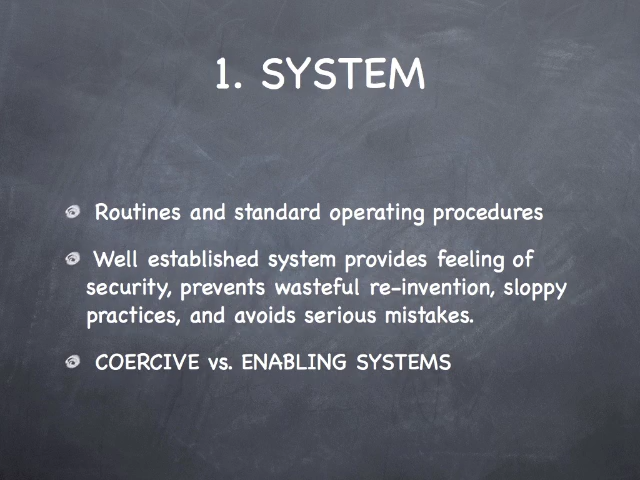 1. SYSTEM
Routines and standard operating procedures
Well established system provides feeling of
security, prevents wasteful re-invention, sloppy
practices, and avoids serious mistakes.
COERCIVE vs. ENABLING SYSTEMS